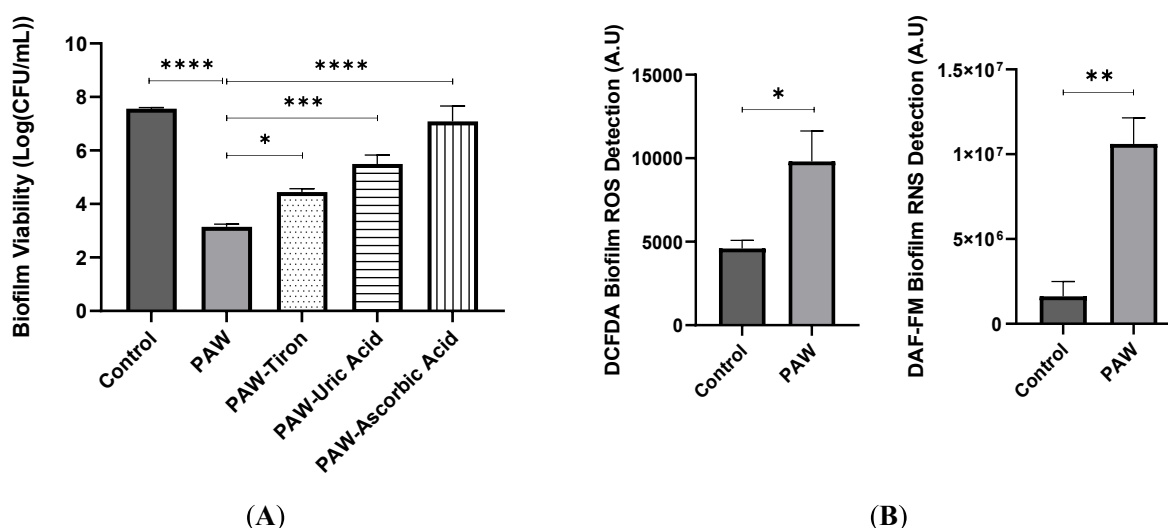 Biofilm Viability (Log(CFU/mL))
10
8
6
4
2
0
****
****
***
*
Control
PAW
PAW-Tiron
PAW-Uric Acid
PAW-Ascorbic Acid
(A)
DCFDA Biofilm ROS Detection (A.U)
15000
10000
5000
0
*
Control
PAW
DAF-FM Biofilm RNS Detection (A.U)
1.5×10⁷
1×10⁷
5×10⁶
0
**
Control
PAW
(B)